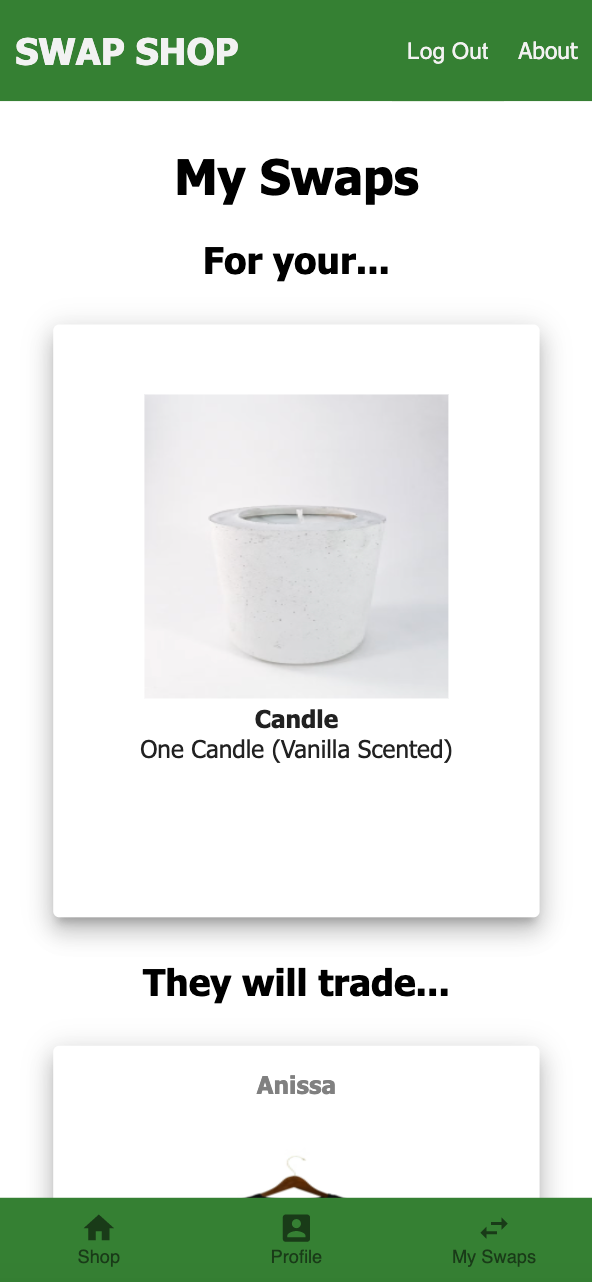 SWAP SHOP
Log Out About
My Swaps
For your...
Candle
One Candle (Vanilla Scented)
They will trade...
Anissa
Shop Profile My Swaps